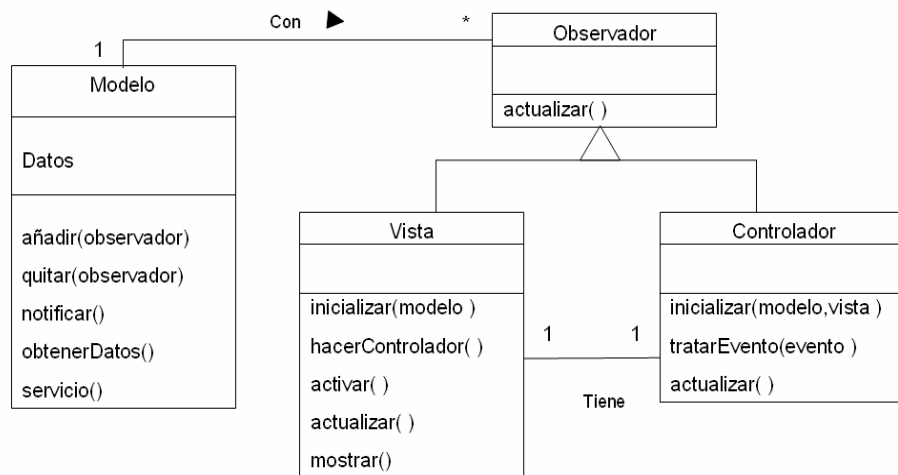 Con
*
Observador
1
Modelo
actualizar( )
Datos
añadir(observador)
quitar(observador)
notificar()
obtenerDatos()
servicio()
Vista
inicializar(modelo )
hacerControlador( )
activar( )
actualizar( )
mostrar()
1
1
Tiene
Controlador
inicializar(modelo,vista )
tratarEvento(evento )
actualizar( )